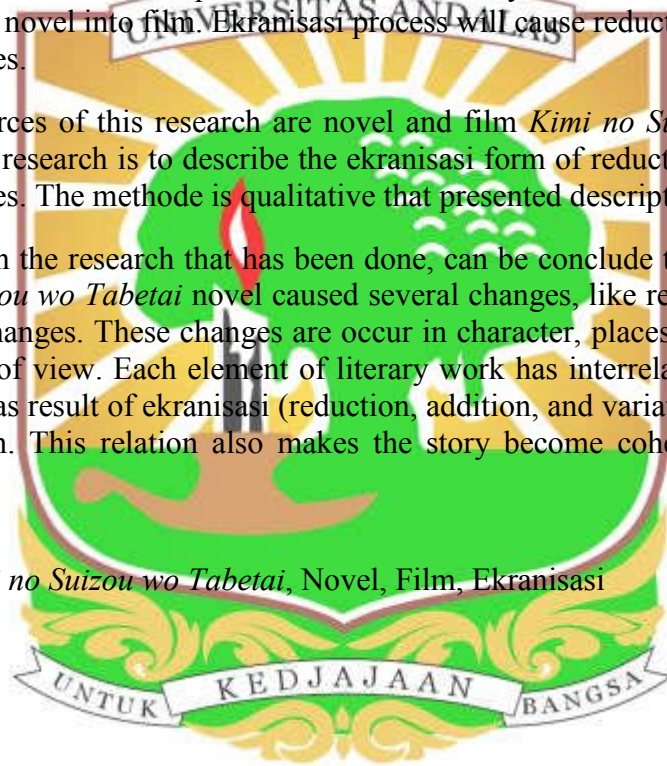 UNIVERSITAS ANDALAS
novel into film. Ekranisasi process will cause reduct
es.
rces of this research are novel and film Kimi no Su
research is to describe the ekranisasi form of reduct
es. The methode is qualitative that presented descript
n the research that has been done, can be conclude t
ou wo Tabetai novel caused several changes, like re
hanges. These changes are occur in character, places
of view. Each element of literary work has interrela
as result of ekranisasi (reduction, addition, and variat
n. This relation also makes the story become coh
no Suizou wo Tabetai, Novel, Film, Ekranisasi
UNTUK KEDJAJAAN BANGSA